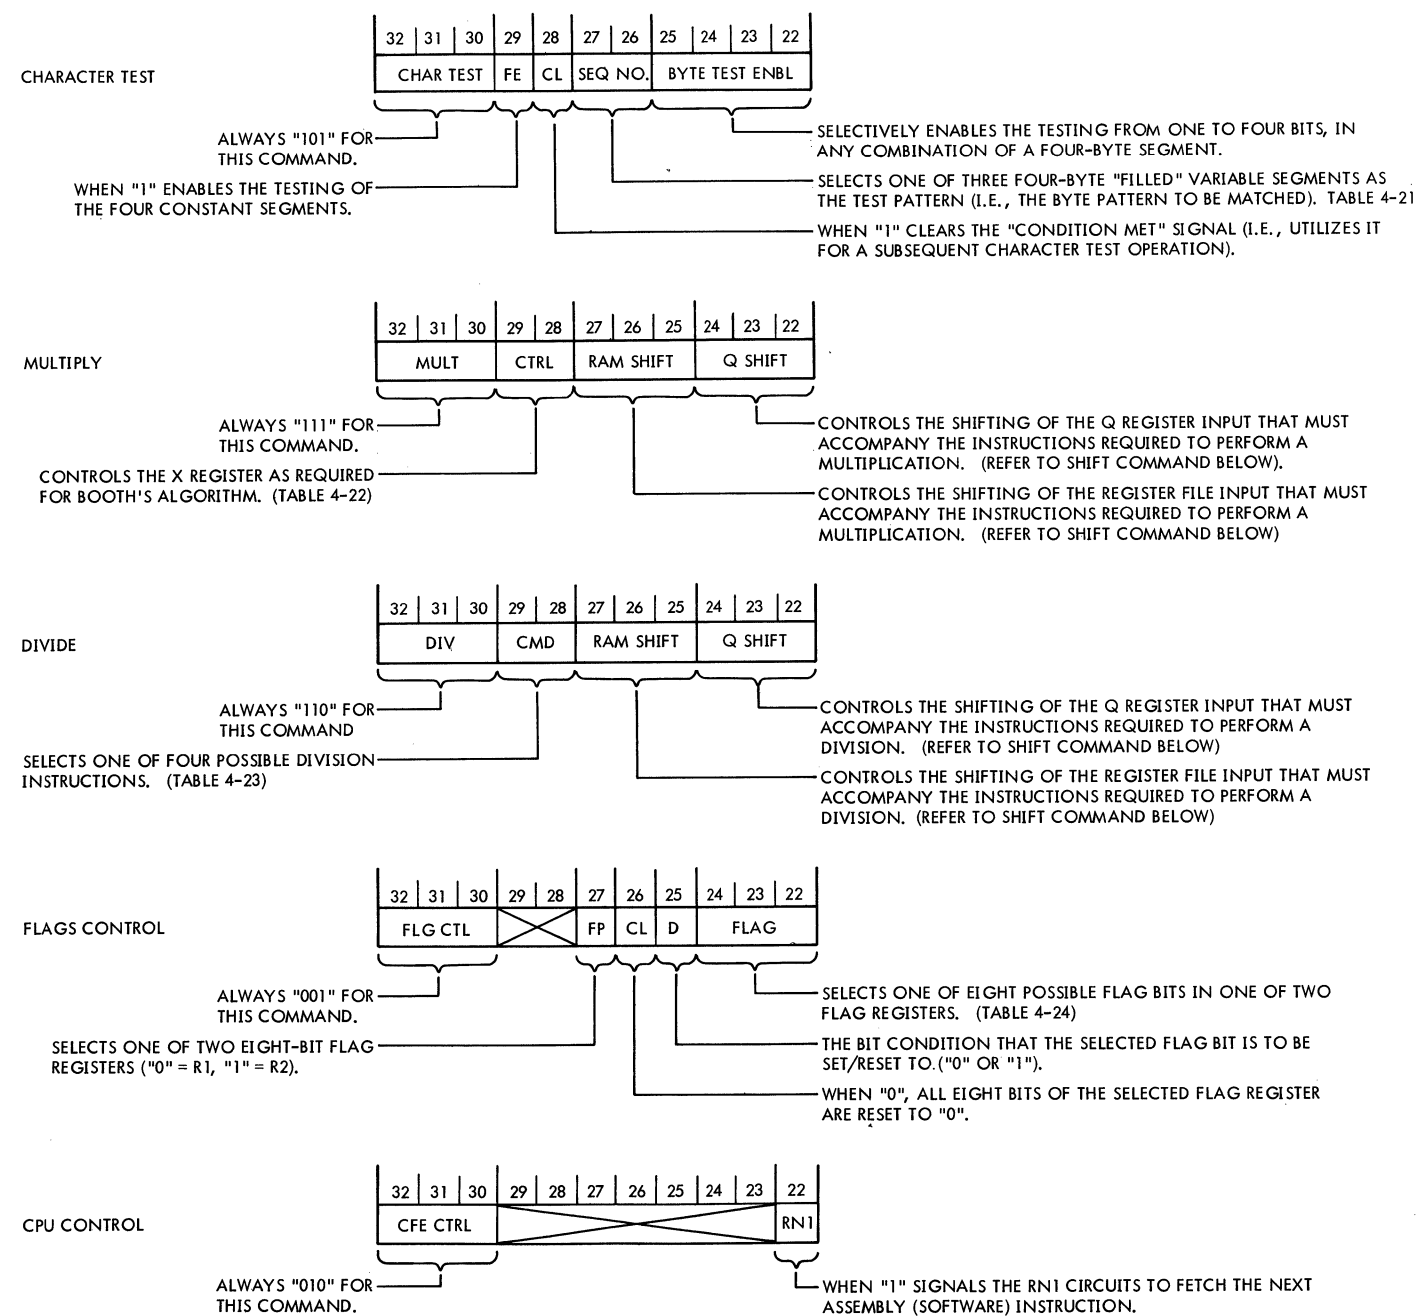 32 31 30 29 28 27 26 25 24 23 22
CHARACTER TEST
CHAR TEST FE CL SEQ NO. BYTE TEST ENBL
ALWAYS "101" FOR
THIS COMMAND.
WHEN "1" ENABLES THE TESTING OF
THE FOUR CONSTANT SEGMENTS.
SELECTIVELY ENABLES THE TESTING FROM ONE TO FOUR BITS, IN
ANY COMBINATION OF A FOUR-BYTE SEGMENT.
SELECTS ONE OF THREE FOUR-BYTE "FILLED" VARIABLE SEGMENTS AS
THE TEST PATTERN (I.E., THE BYTE PATTERN TO BE MATCHED). TABLE 4-21
WHEN "1" CLEARS THE "CONDITION MET" SIGNAL (I.E., UTILIZES IT
FOR A SUBSEQUENT CHARACTER TEST OPERATION).
32 31 30 29 28 27 26 25 24 23 22
MULTIPLY
MULT CTRL RAM SHIFT Q SHIFT
ALWAYS "111" FOR
THIS COMMAND.
CONTROLS THE X REGISTER AS REQUIRED
FOR BOOTH'S ALGORITHM. (TABLE 4-22)
CONTROLS THE SHIFTING OF THE Q REGISTER INPUT THAT MUST
ACCOMPANY THE INSTRUCTIONS REQUIRED TO PERFORM A
MULTIPLICATION. (REFER TO SHIFT COMMAND BELOW).
CONTROLS THE SHIFTING OF THE REGISTER FILE INPUT THAT MUST
ACCOMPANY THE INSTRUCTIONS REQUIRED TO PERFORM A
MULTIPLICATION. (REFER TO SHIFT COMMAND BELOW)
32 31 30 29 28 27 26 25 24 23 22
DIVIDE
DIV CMD RAM SHIFT Q SHIFT
ALWAYS "110" FOR
THIS COMMAND
SELECTS ONE OF FOUR POSSIBLE DIVISION
INSTRUCTIONS. (TABLE 4-23)
CONTROLS THE SHIFTING OF THE Q REGISTER INPUT THAT MUST
ACCOMPANY THE INSTRUCTIONS REQUIRED TO PERFORM A
DIVISION. (REFER TO SHIFT COMMAND BELOW)
CONTROLS THE SHIFTING OF THE REGISTER FILE INPUT THAT MUST
ACCOMPANY THE INSTRUCTIONS REQUIRED TO PERFORM A
DIVISION. (REFER TO SHIFT COMMAND BELOW)
32 31 30 29 28 27 26 25 24 23 22
FLAGS CONTROL
FLG CTL FP CL D FLAG
ALWAYS "001" FOR
THIS COMMAND.
SELECTS ONE OF TWO EIGHT-BIT FLAG
REGISTERS ("0" = R1, "1" = R2).
SELECTS ONE OF EIGHT POSSIBLE FLAG BITS IN ONE OF TWO
FLAG REGISTERS. (TABLE 4-24)
THE BIT CONDITION THAT THE SELECTED FLAG BIT IS TO BE
SET/RESET TO.("0" OR "1").
WHEN "0", ALL EIGHT BITS OF THE SELECTED FLAG REGISTER
ARE RESET TO "0".
32 31 30 29 28 27 26 25 24 23 22
CPU CONTROL
CFE CTRL RN1
ALWAYS "010" FOR
THIS COMMAND.
WHEN "1" SIGNALS THE RN1 CIRCUITS TO FETCH THE NEXT
ASSEMBLY (SOFTWARE) INSTRUCTION.